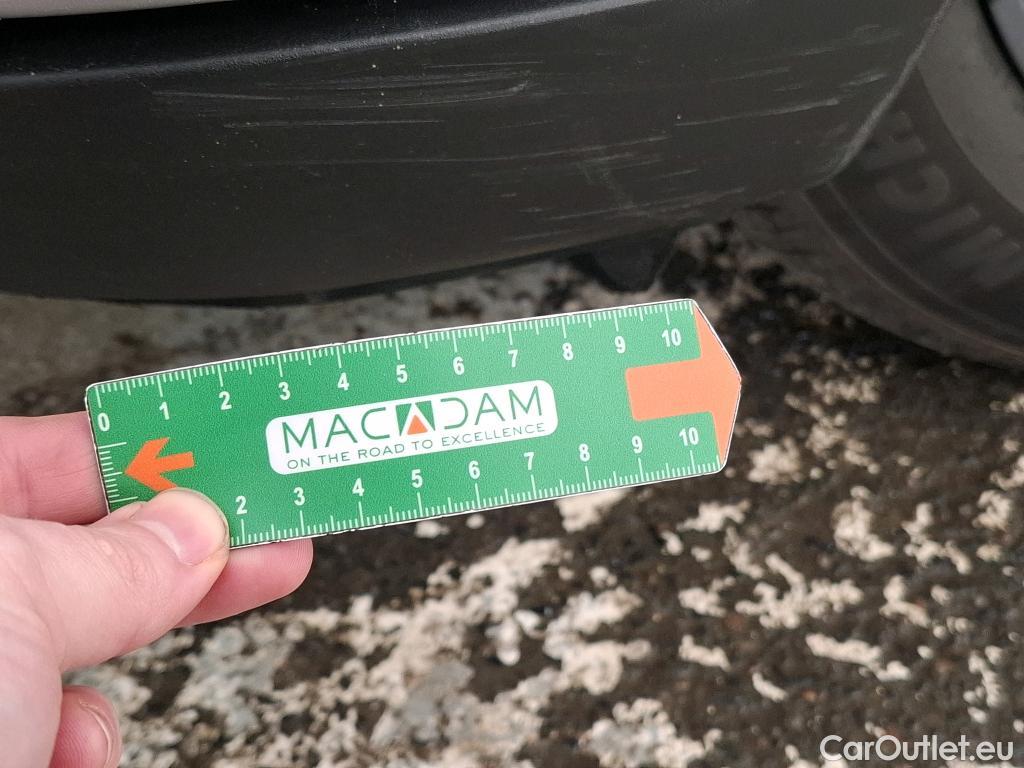 MICH
0 1 2 3 4 5 6 7 8 9 10
MACADAM
ON THE ROAD TO EXCELLENCE
2 3 4 5 6 7 8 9 10
CarOutlet.eu